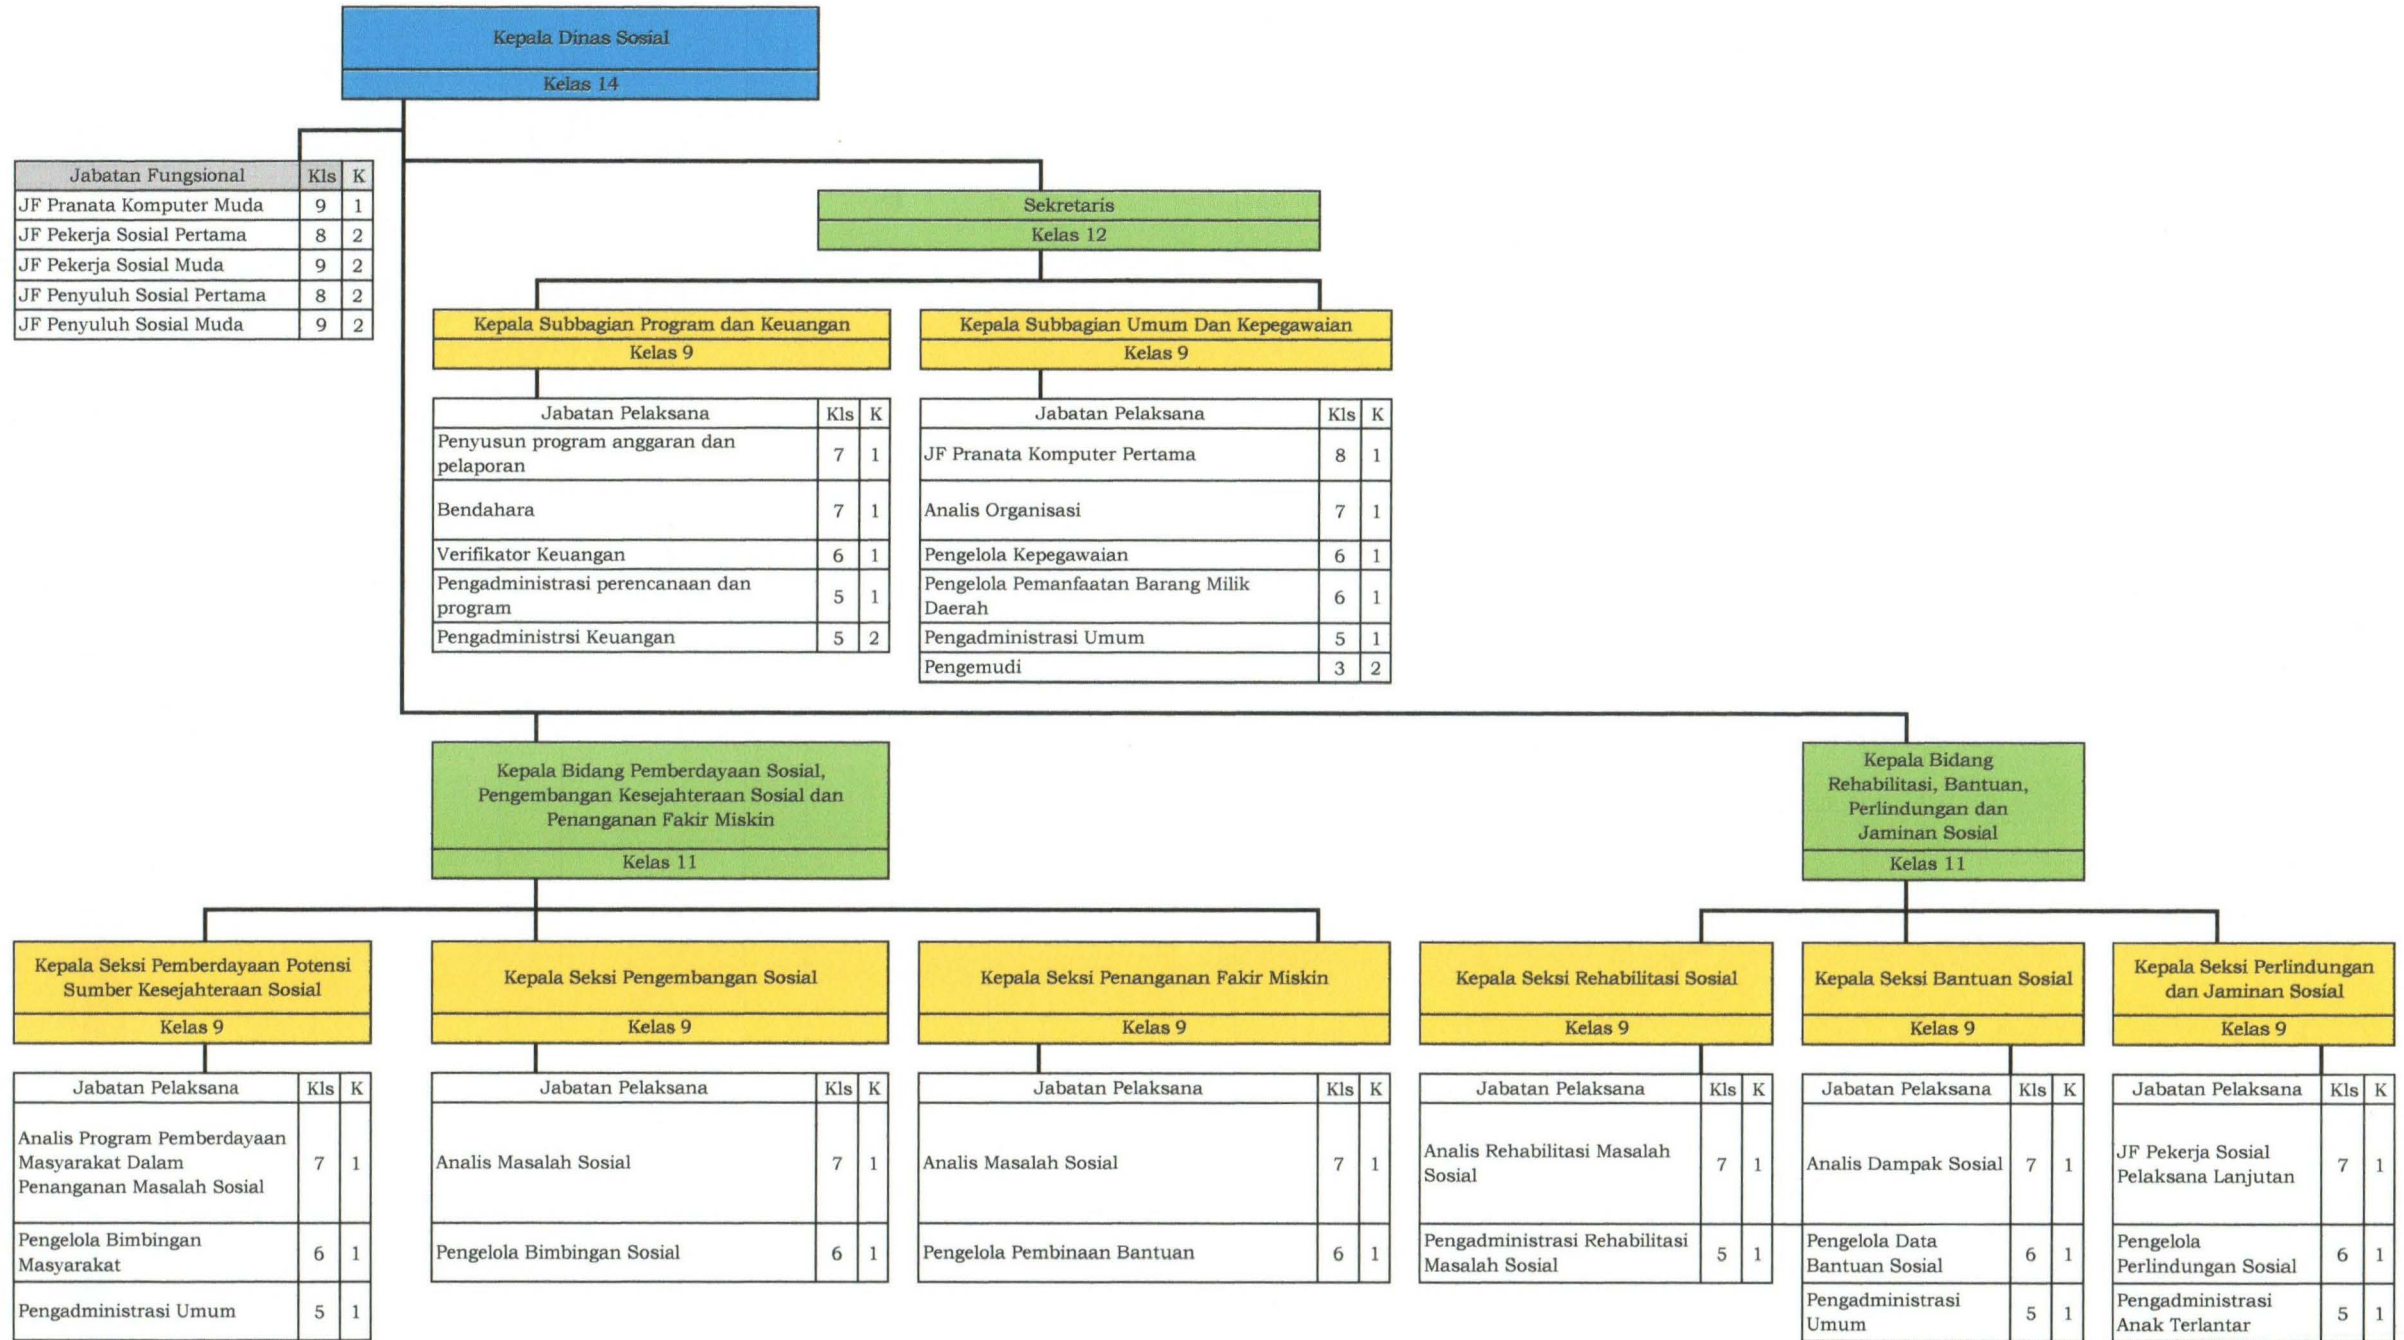 Kepala Dinas Sosial
Kelas 14
Jabatan Fungsional Kls K
JF Pranata Komputer Muda 9 1
JF Pekerja Sosial Pertama 8 2
JF Pekerja Sosial Muda 9 2
JF Penyuluh Sosial Pertama 8 2
JF Penyuluh Sosial Muda 9 2
Sekretaris
Kelas 12
Kepala Subbagian Program dan Keuangan
Kelas 9
Jabatan Pelaksana Kls K
Penyusun program anggaran dan
pelaporan 7 1
Bendahara 7 1
Verifikator Keuangan 6 1
Pengadministrasi perencanaan dan
program 5 1
Pengadministrsi Keuangan 5 2
Kepala Subbagian Umum Dan Kepegawaian
Kelas 9
Jabatan Pelaksana Kls K
JF Pranata Komputer Pertama 8 1
Analis Organisasi 7 1
Pengelola Kepegawaian 6 1
Pengelola Pemanfaatan Barang Milik
Daerah 6 1
Pengadministrasi Umum 5 1
Pengemudi 3 2
Kepala Bidang Pemberdayaan Sosial,
Pengembangan Kesejahteraan Sosial dan
Penanganan Fakir Miskin
Kelas 11
Kepala Bidang
Rehabilitasi, Bantuan,
Perlindungan dan
Jaminan Sosial
Kelas 11
Kepala Seksi Pemberdayaan Potensi
Sumber Kesejahteraan Sosial
Kelas 9
Jabatan Pelaksana Kls K
Analis Program Pemberdayaan
Masyarakat Dalam 7 1
Penanganan Masalah Sosial
Pengelola Bimbingan
Masyarakat 6 1
Pengadministrasi Umum 5 1
Kepala Seksi Pengembangan Sosial
Kelas 9
Jabatan Pelaksana Kls K
Analis Masalah Sosial 7 1
Pengelola Bimbingan Sosial 6 1
Kepala Seksi Penanganan Fakir Miskin
Kelas 9
Jabatan Pelaksana Kls K
Analis Masalah Sosial 7 1
Pengelola Pembinaan Bantuan 6 1
Kepala Seksi Rehabilitasi Sosial
Kelas 9
Jabatan Pelaksana Kls K
Analis Rehabilitasi Masalah
Sosial 7 1
Pengadministrasi Rehabilitasi
Masalah Sosial 5 1
Kepala Seksi Bantuan Sosial
Kelas 9
Jabatan Pelaksana Kls K
Analis Dampak Sosial 7 1
Pengelola Data
Bantuan Sosial 6 1
Pengadministrasi
Umum 5 1
Kepala Seksi Perlindungan
dan Jaminan Sosial
Kelas 9
Jabatan Pelaksana Kls K
JF Pekerja Sosial
Pelaksana Lanjutan 7 1
Pengelola
Perlindungan Sosial 6 1
Pengadministrasi
Anak Terlantar 5 1